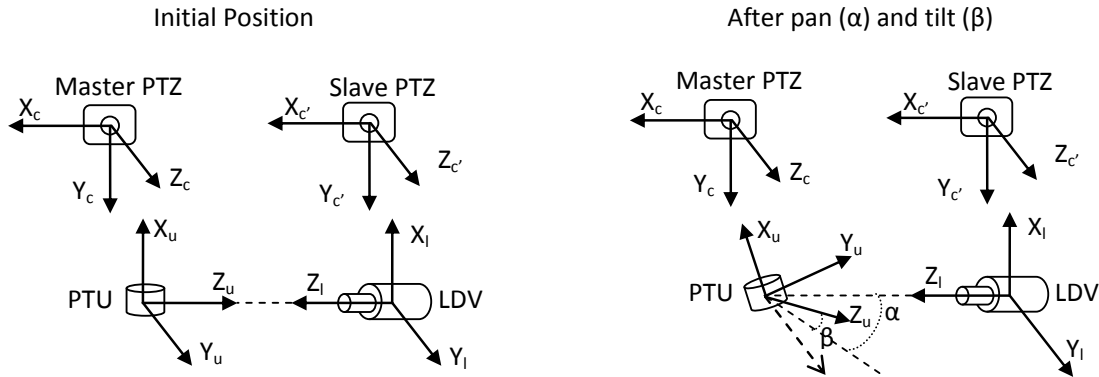 Initial Position
After pan (α) and tilt (β)
Master PTZ
Slave PTZ
Master PTZ
Slave PTZ
Xc
Xc'
Xc
Xc'
Zc
Zc'
Zc
Zc'
Yc
Yc'
Yc
Yc'
Xu
Xl
Xu
Yu
Xl
PTU
Zu
Zl
LDV
PTU
Zu
β
α
Zl
LDV
Yu
Yl
Yl